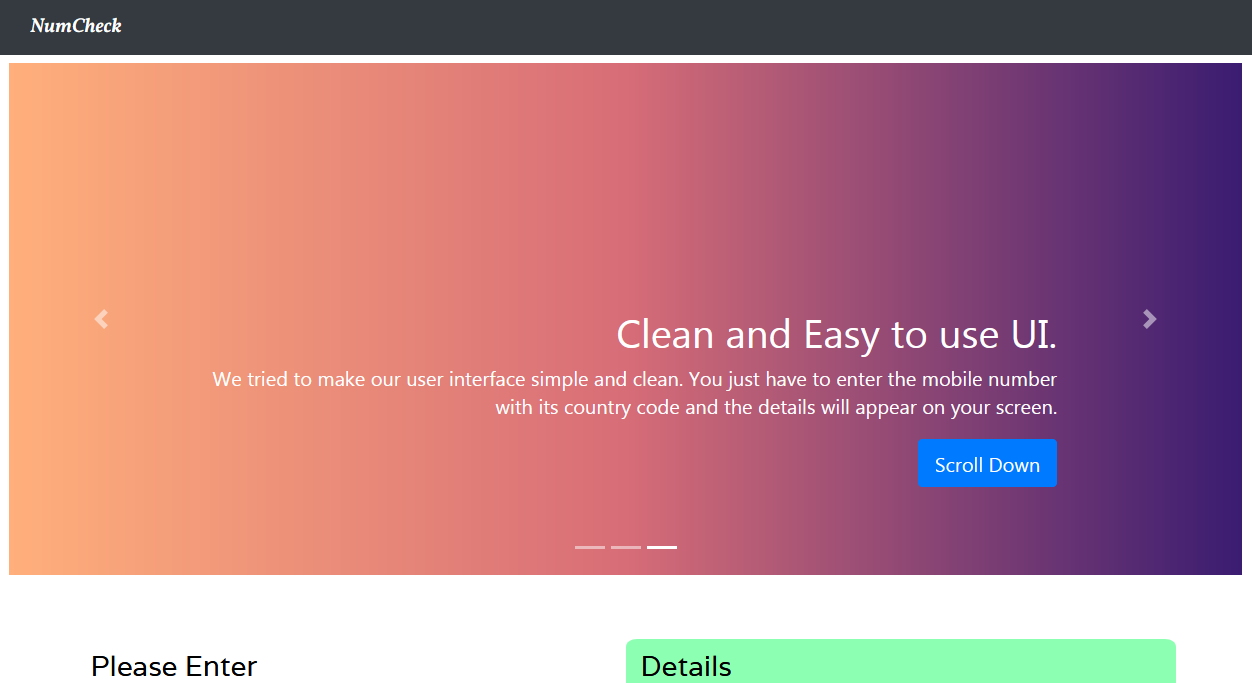 NumCheck
Clean and Easy to use UI.
We tried to make our user interface simple and clean. You just have to enter the mobile number
with its country code and the details will appear on your screen.
Scroll Down
Please Enter
Details